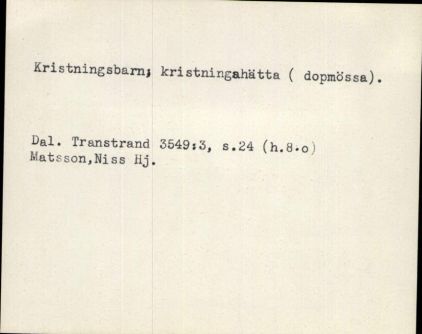 Kristningsbarn; kristningahätta ( dopmössa).
Dal. Transtrand 3549:3, s.24 (h.8.o)
Matsson,Niss Hj.